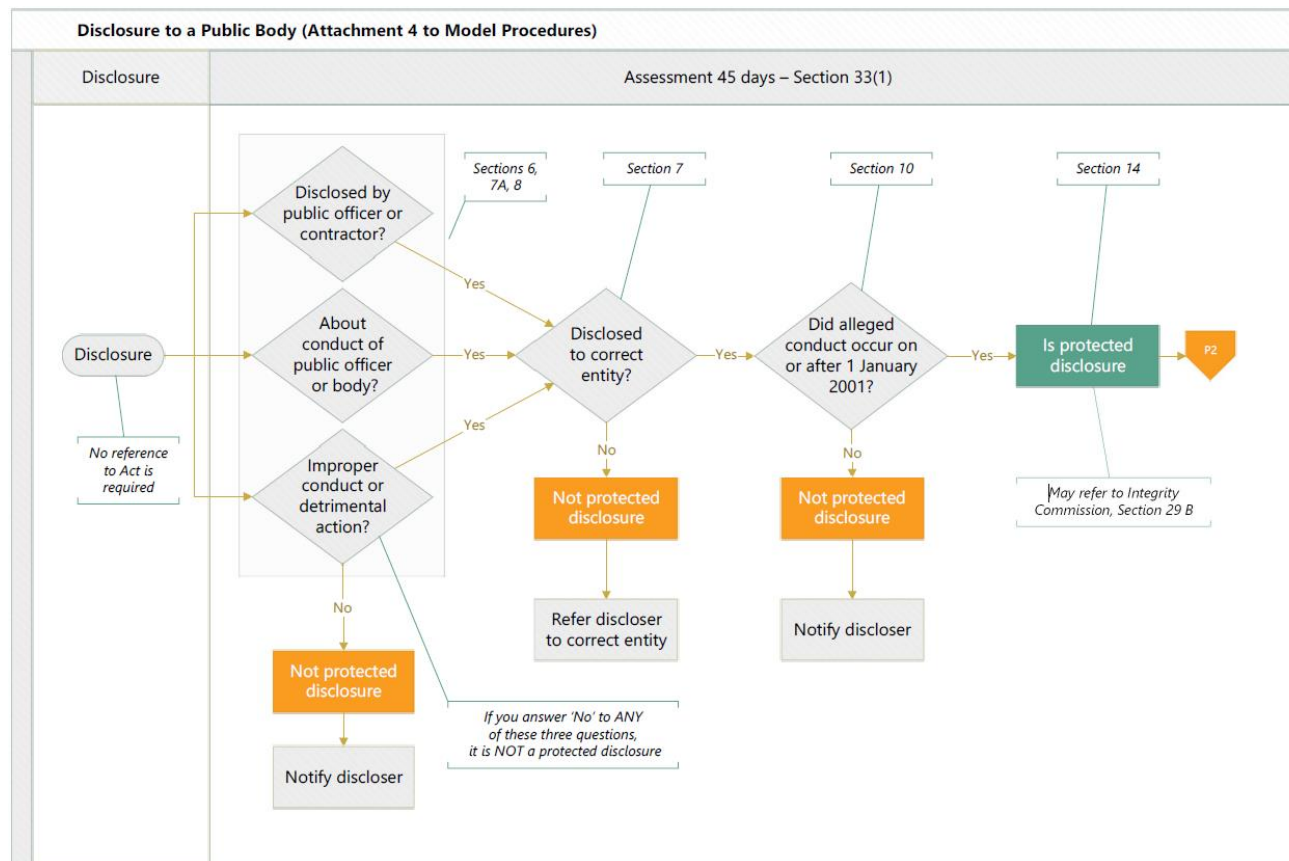 Disclosure to a Public Body (Attachment 4 to Model Procedures)
Disclosure
Assessment 45 days – Section 33(1)
Disclosed by
public officer or
contractor?
Sections 6,
7A, 8
Section 7
Section 10
Section 14
Yes
Disclosure
About
conduct of
public officer
or body?
Yes
Disclosed
to correct
entity?
Yes
Did alleged
conduct occur on
or after 1 January
2001?
Yes
Is protected
disclosure
P2
No reference
to Act is
required
Improper
conduct or
detrimental
action?
Yes
No
Not protected
disclosure
Refer discloser
to correct entity
No
Not protected
disclosure
Notify discloser
May refer to Integrity
Commission, Section 29 B
No
Not protected
disclosure
Notify discloser
If you answer ‘No’ to ANY
of these three questions,
it is NOT a protected disclosure